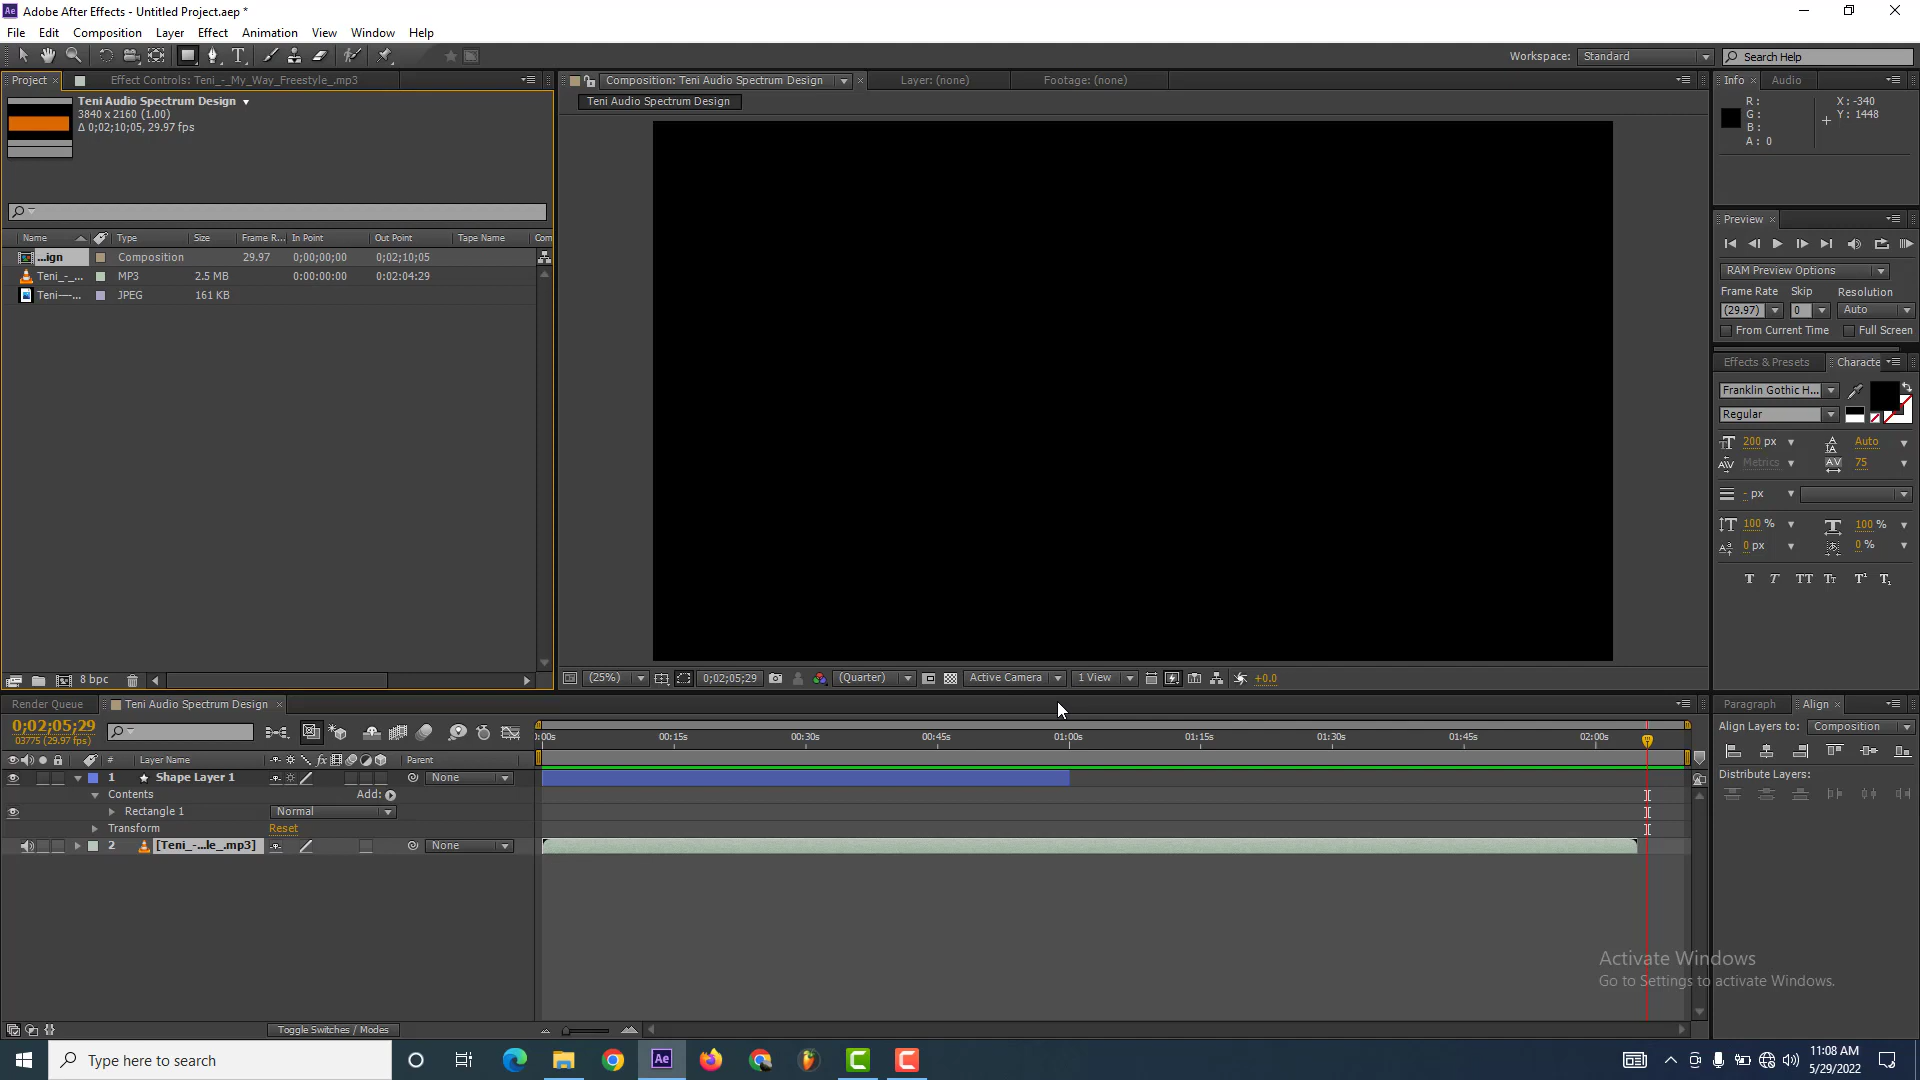 Adobe After Effects - Untitled Project.aep *
File Edit Composition Layer Effect Animation View Window Help
Workspace: Standard Search Help
Project Effect Controls: Teni_-_My_Way_Freestyle_.mp3
Composition: Teni Audio Spectrum Design Layer: (none) Footage: (none)
Info Audio
Teni Audio Spectrum Design
3840 x 2160 (1.00)
Δ 0;02;10;05, 29.97 fps
Teni Audio Spectrum Design
R :
G :
B :
A : 0
X : -340
Y : 1448
Preview
RAM Preview Options
Frame Rate Skip Resolution
(29.97) 0 Auto
From Current Time Full Screen
Name Type Size Frame R... In Point Out Point Tape Name Com
...ign Composition 29.97 0;00;00;00 0;02;10;05
Teni_-_... MP3 2.5 MB 0:00:00:00 0:02:04:29
Teni-—... JPEG 161 KB
Effects & Presets Characte
Franklin Gothic H...
Regular
200 px Auto
Metrics 75
- px
100 % 100 %
0 px 0 %
T T TT Tт T¹ T₁
8 bpc
(25%) 0;02;05;29 (Quarter) Active Camera 1 View +0.0
Render Queue Teni Audio Spectrum Design
0;02;05;29
03775 (29.97 fps)
):00s 00:15s 00:30s 00:45s 01:00s 01:15s 01:30s 01:45s 02:00s
# Layer Name Parent
1 Shape Layer 1 None
Contents Add:
Rectangle 1 Normal
Transform Reset
2 [Teni_-...le_.mp3] None
Toggle Switches / Modes
Paragraph Align
Align Layers to: Composition
Distribute Layers:
Activate Windows
Go to Settings to activate Windows.
Type here to search
Ae
11:08 AM
5/29/2022